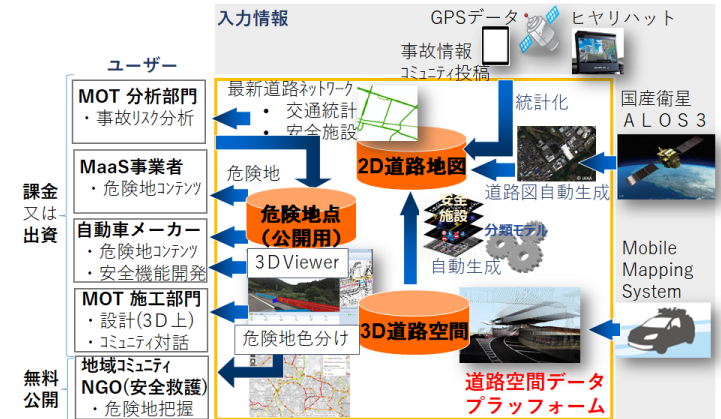 入力情報
GPSデータ
ヒヤリハット
事故情報
コミュニティ投稿
ユーザー
最新道路ネットワーク
• 交通統計
• 安全施設
統計化
国産衛星
ALOS3
MOT 分析部門
・事故リスク分析
2D道路地図
道路図自動生成
© JAXA
MaaS事業者
・危険地コンテンツ
危険地
危険地点
（公開用）
安全
施設
分類モデル
自動生成
課金
又は
出資
自動車メーカー
・危険地コンテンツ
・安全機能開発
3DViewer
Mobile
Mapping
System
MOT 施工部門
・設計(3D上)
・コミュニティ対話
3D道路空間
危険地色分け
無料
公開
地域コミュニティ
NGO(安全救護)
・危険地把握
道路空間データ
プラッフォーム